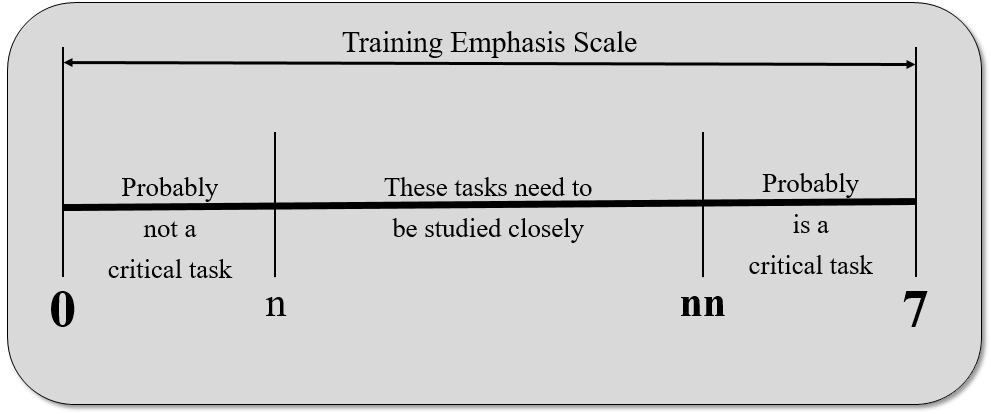 Training Emphasis Scale
Probably
not a
critical task
These tasks need to
be studied closely
Probably
is a
critical task
0
n
nn
7